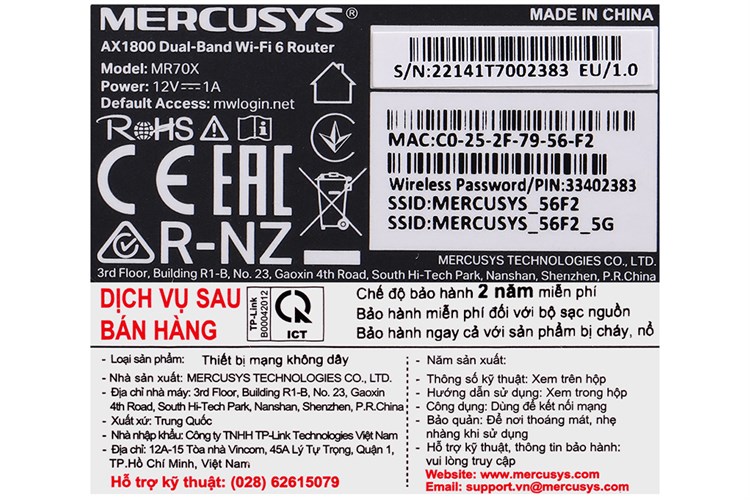 MERCUSYS®
AX1800 Dual-Band Wi-Fi 6 Router
Model: MR70X
Power: 12V⎓1A
Default Access: mwlogin.net
RoHS
CE EAC
R-NZ
MADE IN CHINA
S/N:22141T7002383 EU/1.0
MAC:C0-25-2F-79-56-F2
Wireless Password/PIN:33402383
SSID:MERCUSYS_56F2
SSID:MERCUSYS_56F2_5G
MERCUSYS TECHNOLOGIES CO., LTD.
3rd Floor, Building R1-B, No. 23, Gaoxin 4th Road, South Hi-Tech Park, Nanshan, Shenzhen, P.R.China
DỊCH VỤ SAU
BÁN HÀNG
TP-Link
B00042012
ICT
Chế độ bảo hành 2 năm miễn phí
Bảo hành miễn phí đối với bộ sạc nguồn
Bảo hành ngay cả với sản phẩm bị cháy, nổ
- Loại sản phẩm: Thiết bị mạng không dây
- Nhà sản xuất: MERCUSYS TECHNOLOGIES CO., LTD.
- Địa chỉ nhà máy: 3rd Floor, Building R1-B, No. 23, Gaoxin
4th Road, South Hi-Tech Park, Nanshan, Shenzhen, P.R.China
- Xuất xứ: Trung Quốc
- Nhà nhập khẩu: Công ty TNHH TP-Link Technologies Việt Nam
- Địa chỉ: 12A-15 Tòa nhà Vincom, 45A Lý Tự Trọng, Quận 1,
TP.Hồ Chí Minh, Việt Nam
Hỗ trợ kỹ thuật: (028) 62615079
- Năm sản xuất:
- Thông số kỹ thuật: Xem trên hộp
- Hướng dẫn sử dụng: Xem trong hộp
- Công dụng: Dùng để kết nối mạng
- Bảo quản: Để nơi thoáng mát, nhẹ
nhàng khi sử dụng
- Hỗ trợ kỹ thuật, thông tin bảo hành:
vui lòng truy cập
Website: www.mercusys.com
Email: support.vn@mercusys.com